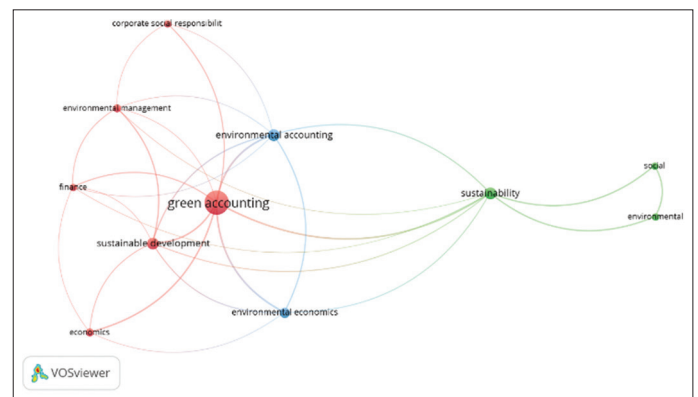 corporate social responsibilit
environmental management
environmental accounting
finance
green accounting
sustainability
social
environmental
sustainable development
environmental economics
economics
VOSviewer